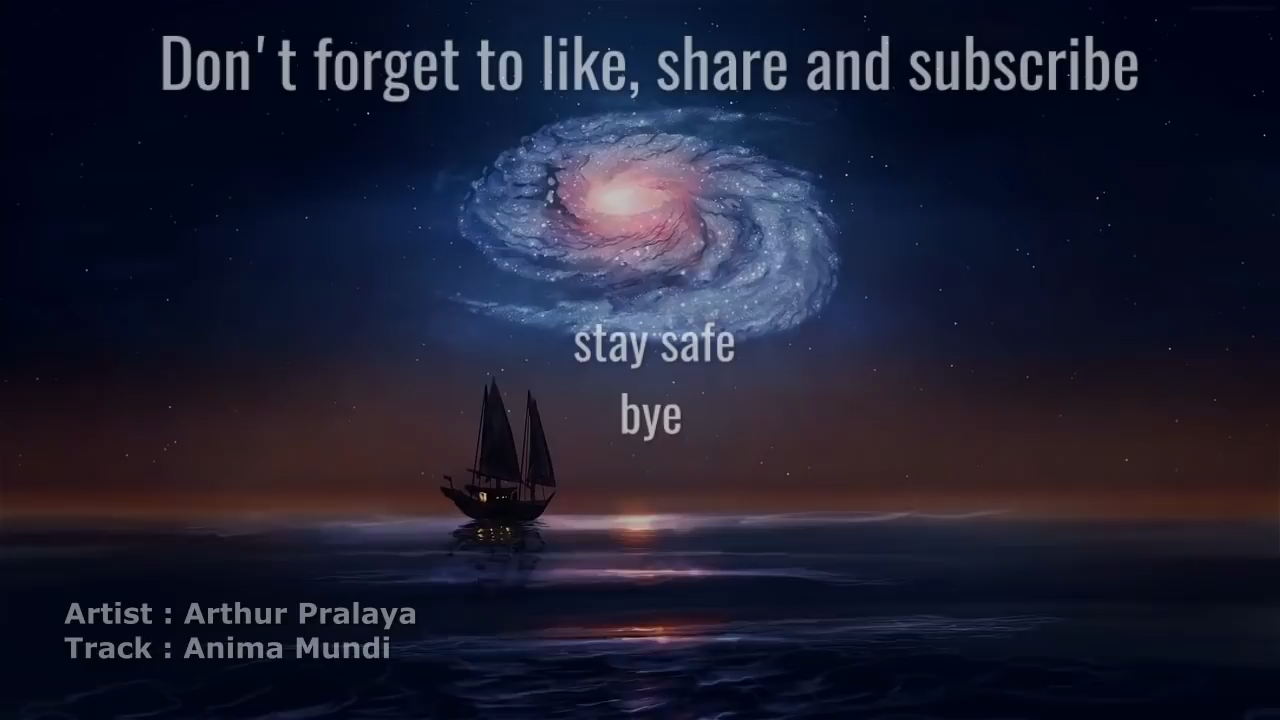 Don't forget to like, share and subscribe
stay safe
bye
Artist : Arthur Pralaya
Track : Anima Mundi